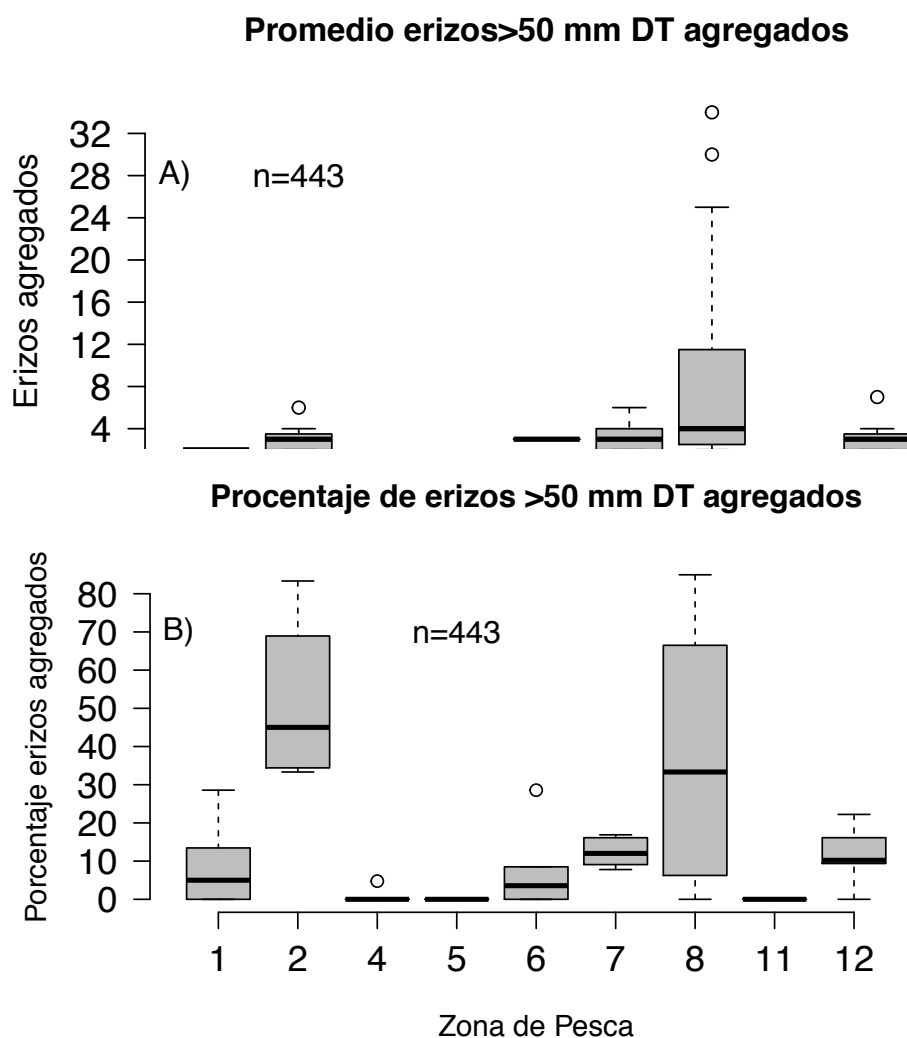 Promedio erizos>50 mm DT agregados
Erizos agregados
32
28
24
20
16
12
8
4
A)
n=443
Procentaje de erizos >50 mm DT agregados
Porcentaje erizos agregados
80
70
60
50
40
30
20
10
0
B)
n=443
1 2 4 5 6 7 8 11 12
Zona de Pesca